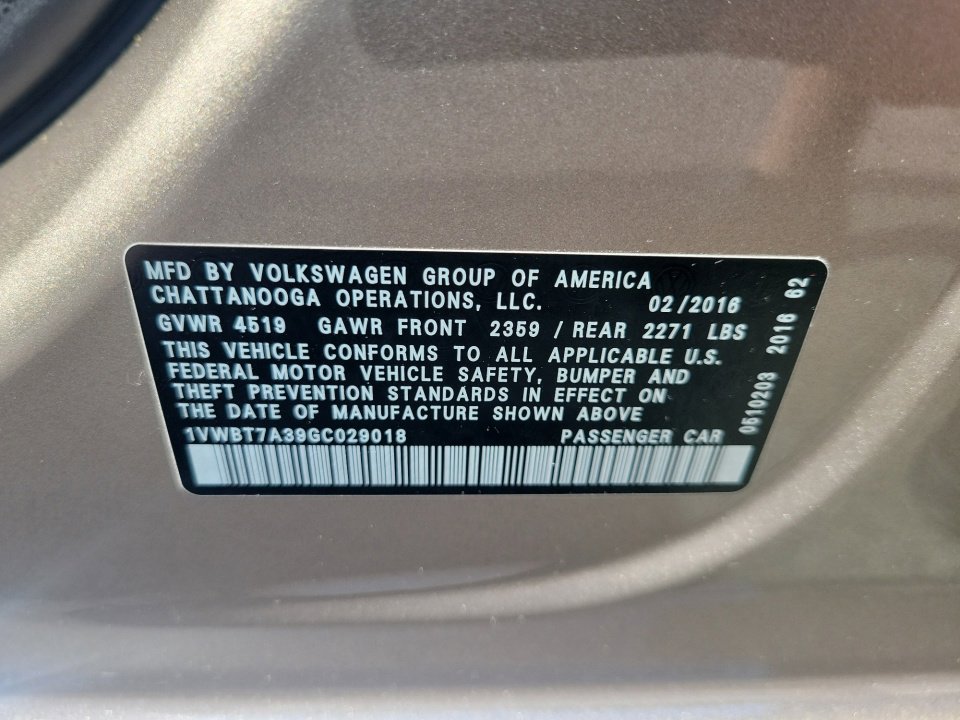 MFD BY VOLKSWAGEN GROUP OF AMERICA
CHATTANOOGA OPERATIONS, LLC. 02/2016
GVWR 4519 GAWR FRONT 2359 / REAR 2271 LBS
THIS VEHICLE CONFORMS TO ALL APPLICABLE U.S.
FEDERAL MOTOR VEHICLE SAFETY, BUMPER AND
THEFT PREVENTION STANDARDS IN EFFECT ON
THE DATE OF MANUFACTURE SHOWN ABOVE
1VWBT7A39GC029018 PASSENGER CAR
0610203 2016 62